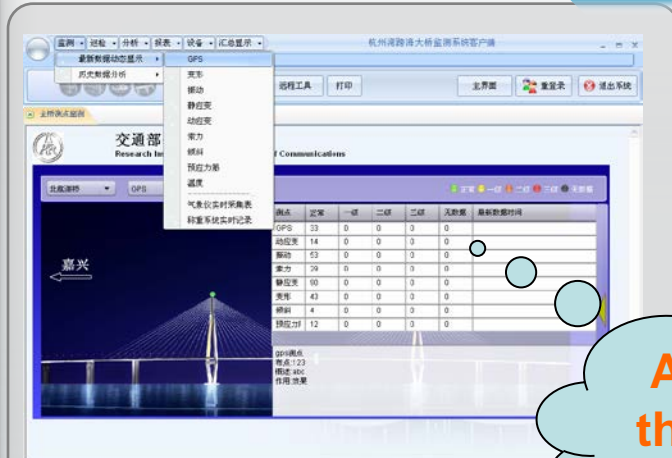 监测 巡检 分析 报表 设备 汇总显示
杭州湾跨海大桥监测系统客户端
最新数据动态显示
历史数据分析
GPS
变形
振动
静应变
动应变
索力
倾斜
预应力筋
温度
气象仪实时采集表
称重系统实时记录
远程工具 打印 主界面 重登录 退出系统
主桥测点监测
交通部
Research In
f Communications
北航道桥 GPS
正常 一级 二级 三级 无数据
测点 正常 一级 二级 三级 无数据 最新数据时间
GPS 33 0 0 0 0
动应变 14 0 0 0 0
振动 53 0 0 0 0
索力 29 0 0 0 0
静应变 90 0 0 0 0
变形 43 0 0 0 0
倾斜 4 0 0 0 0
预应力 12 0 0 0 0
嘉兴
gps测点
布点:123
概述:abc
作用:效果
A
th